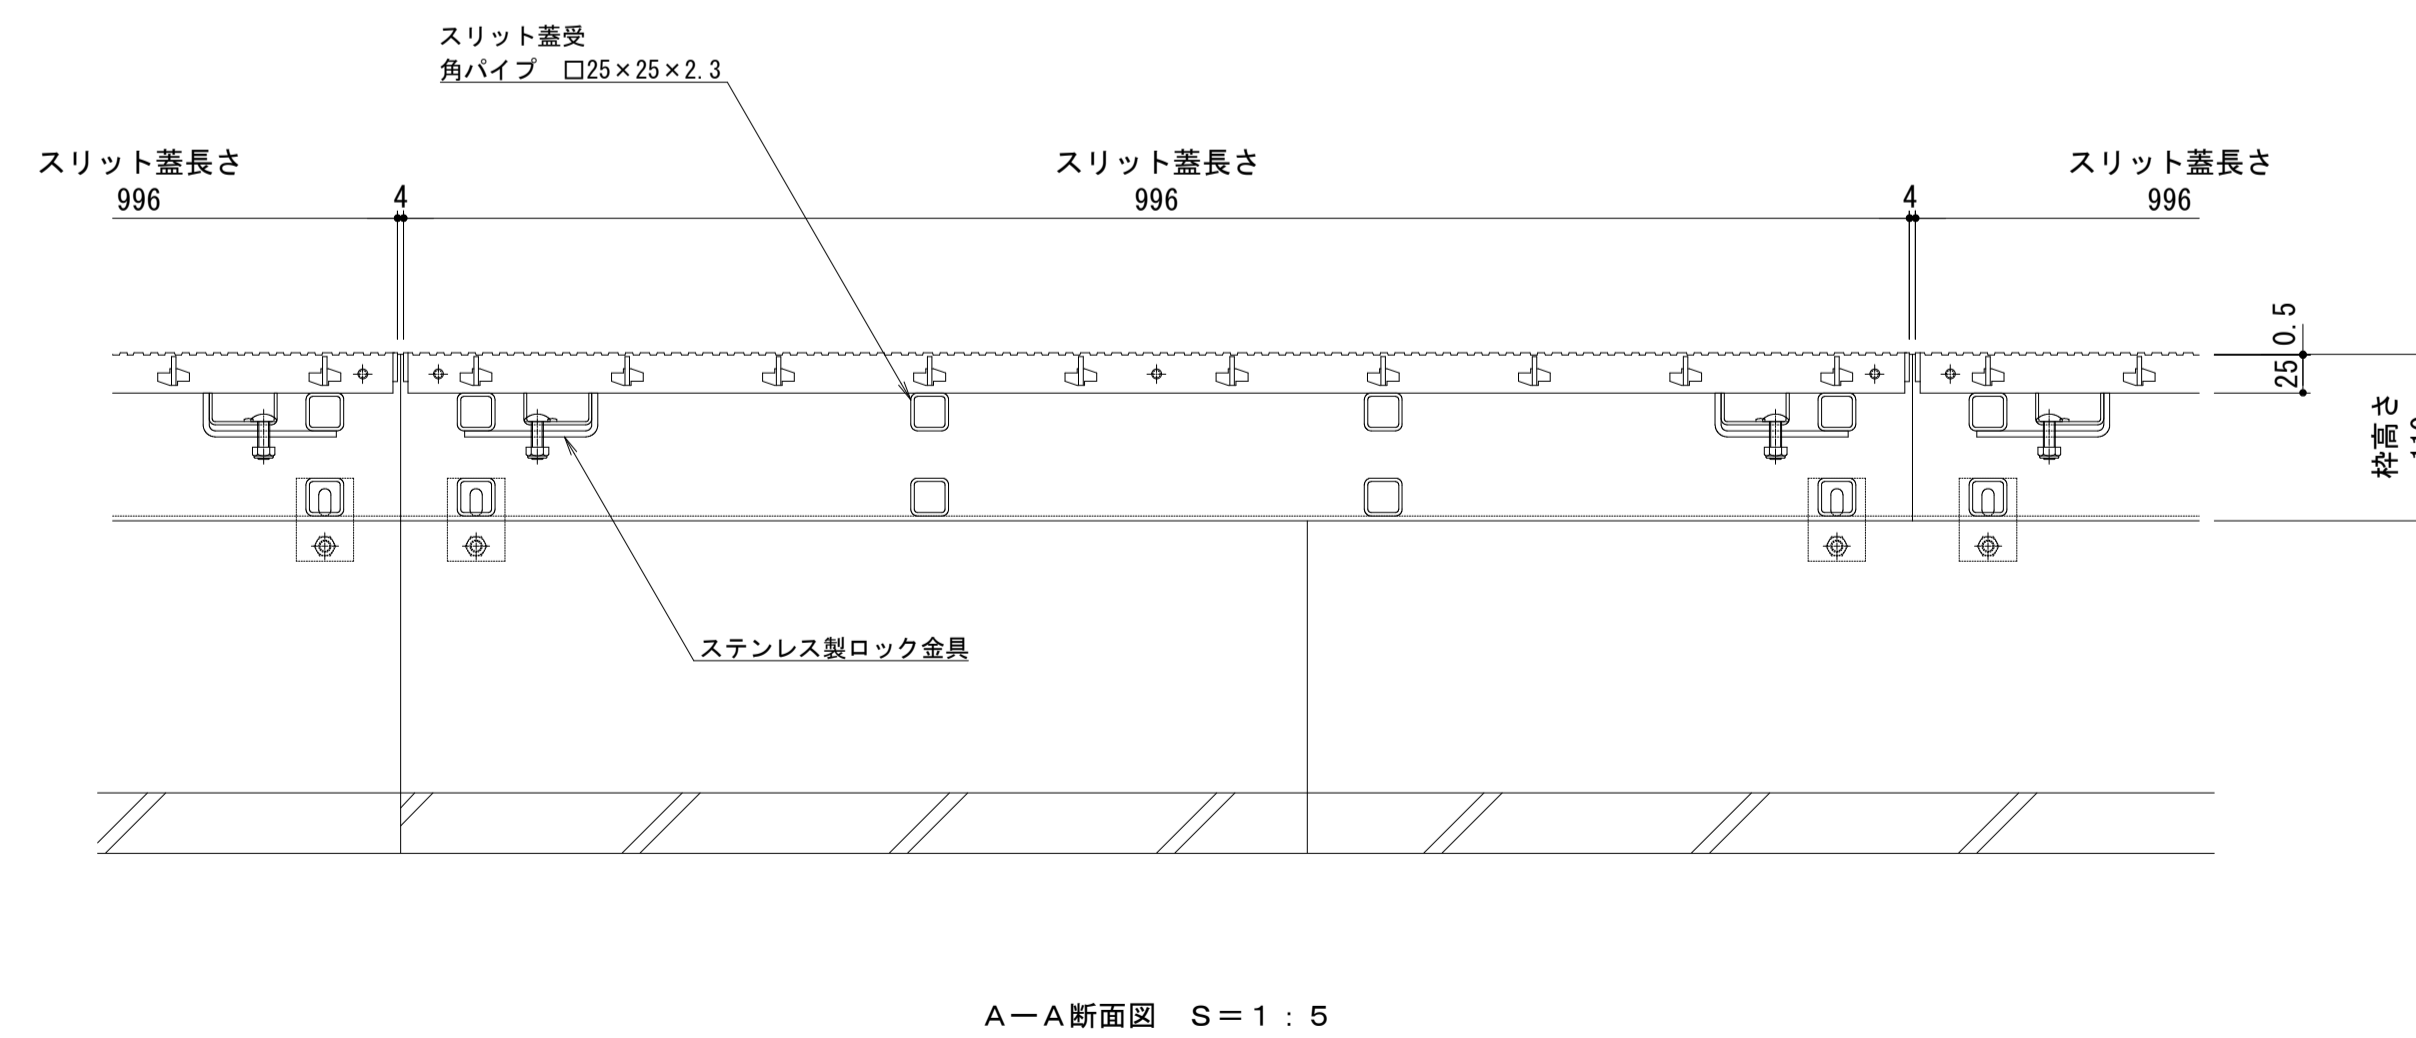 スリット蓋受
角パイプ　□25×25×2.3
スリット蓋長さ
996
4
スリット蓋長さ
996
4
スリット蓋長さ
996
0.5
25
枠高さ
ステンレス製ロック金具
A－A断面図　S＝1：5